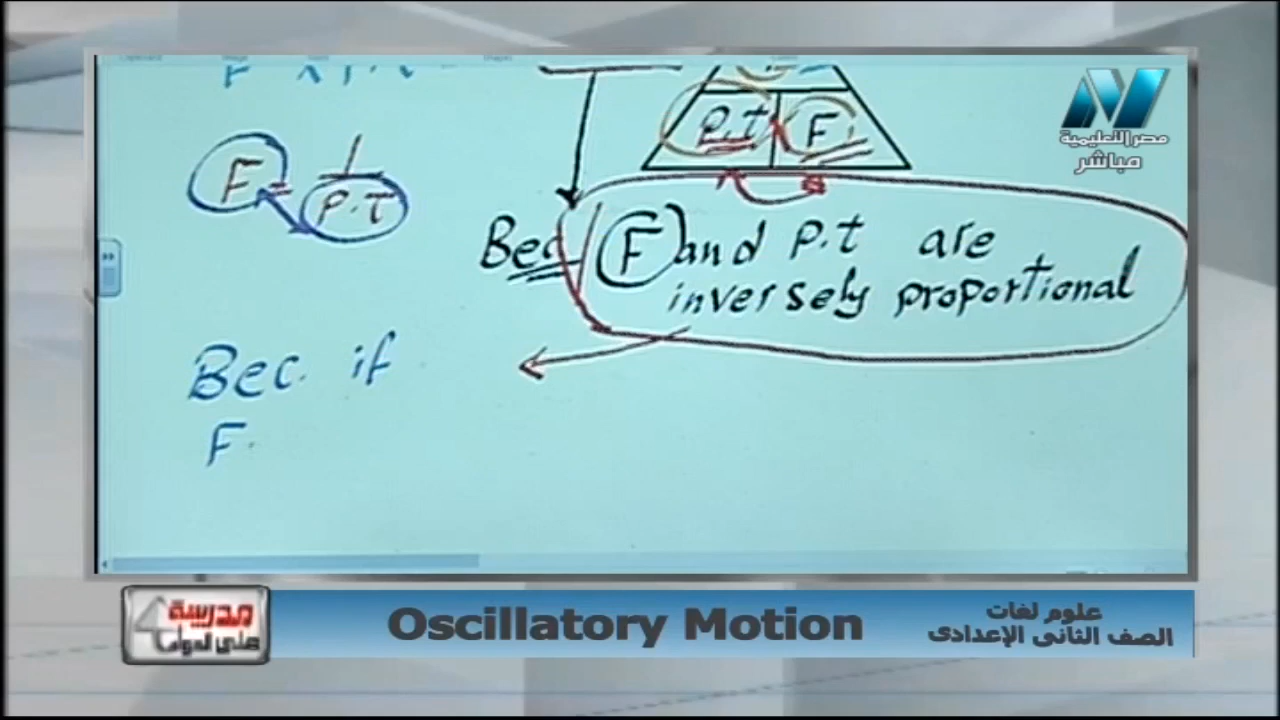 مصر التعليمية
مباشر
P.t
F
F = 1
P.T
Bec F and P.t are
inversely proportional
Bec. if
F
مدرسة
على الهواء
Oscillatory Motion
علوم لغات
الصف الثانى الإعدادى